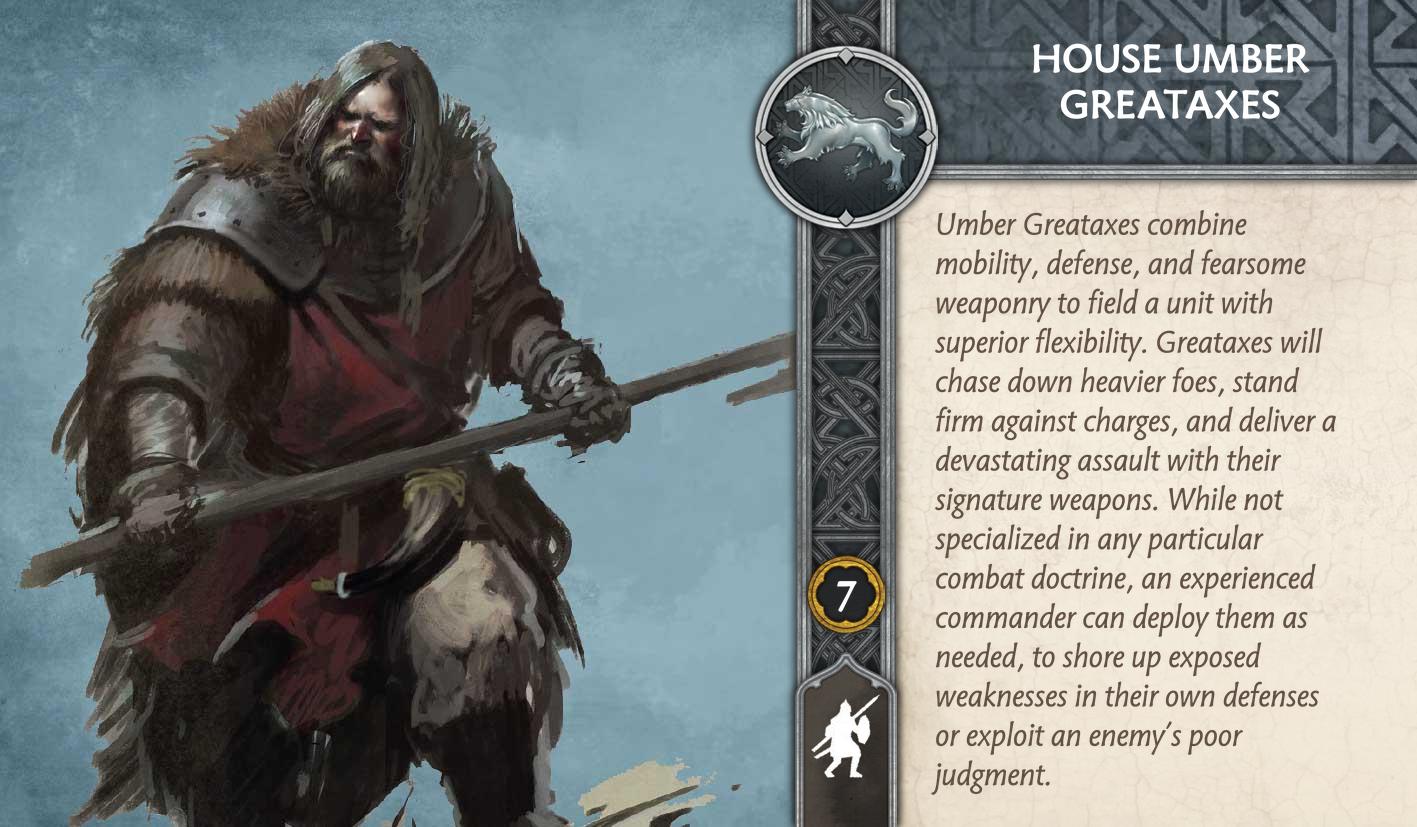 HOUSE UMBER
GREATAXES
Umber Greataxes combine
mobility, defense, and fearsome
weaponry to field a unit with
superior flexibility. Greataxes will
chase down heavier foes, stand
firm against charges, and deliver a
devastating assault with their
signature weapons. While not
specialized in any particular
combat doctrine, an experienced
commander can deploy them as
needed, to shore up exposed
weaknesses in their own defenses
or exploit an enemy's poor
judgment.
7